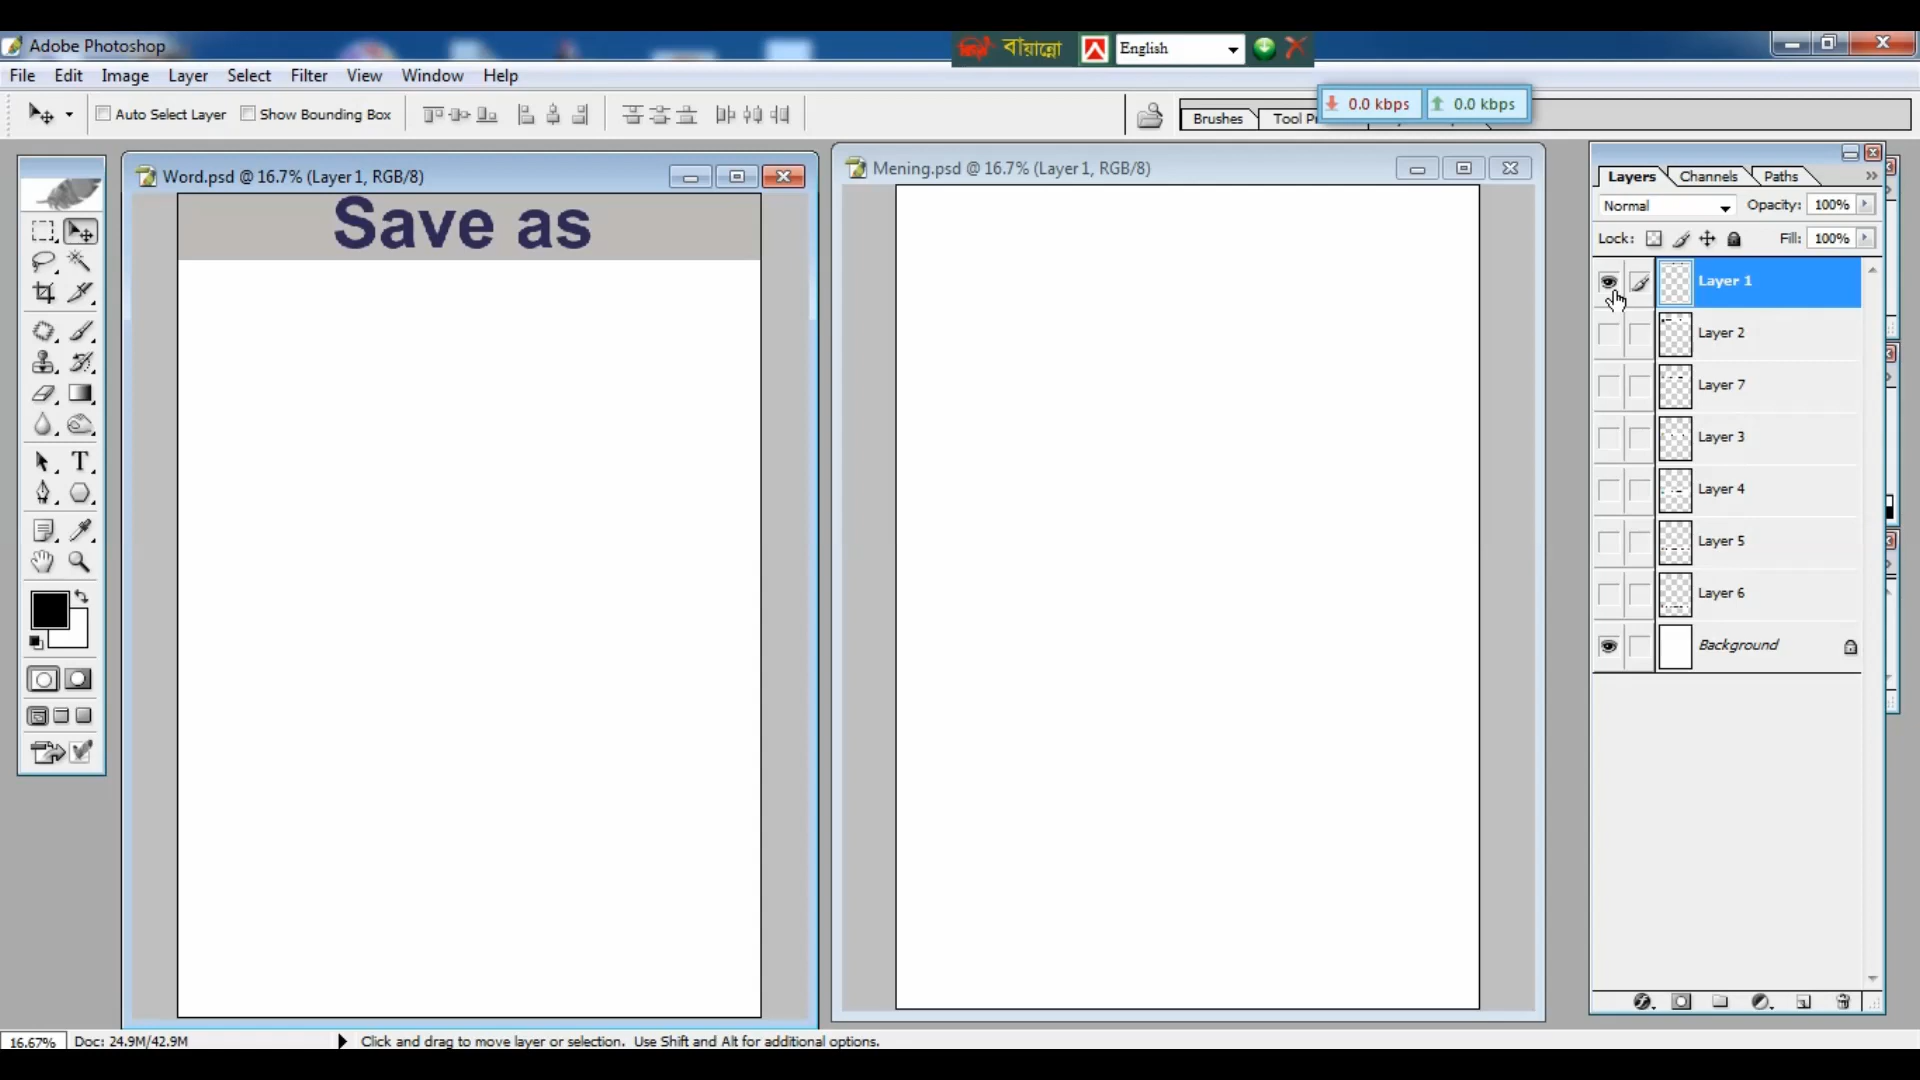 Adobe Photoshop
বায়ান্নো
English
File Edit Image Layer Select Filter View Window Help
Auto Select Layer Show Bounding Box
Brushes
0.0 kbps 0.0 kbps
Word.psd @ 16.7% (Layer 1, RGB/8)
Mening.psd @ 16.7% (Layer 1, RGB/8)
Save as
Layers Channels Paths
Normal Opacity: 100%
Lock: Fill: 100%
Layer 1
Layer 2
Layer 7
Layer 3
Layer 4
Layer 5
Layer 6
Background
16.67% Doc: 24.9M/42.9M Click and drag to move layer or selection. Use Shift and Alt for additional options.